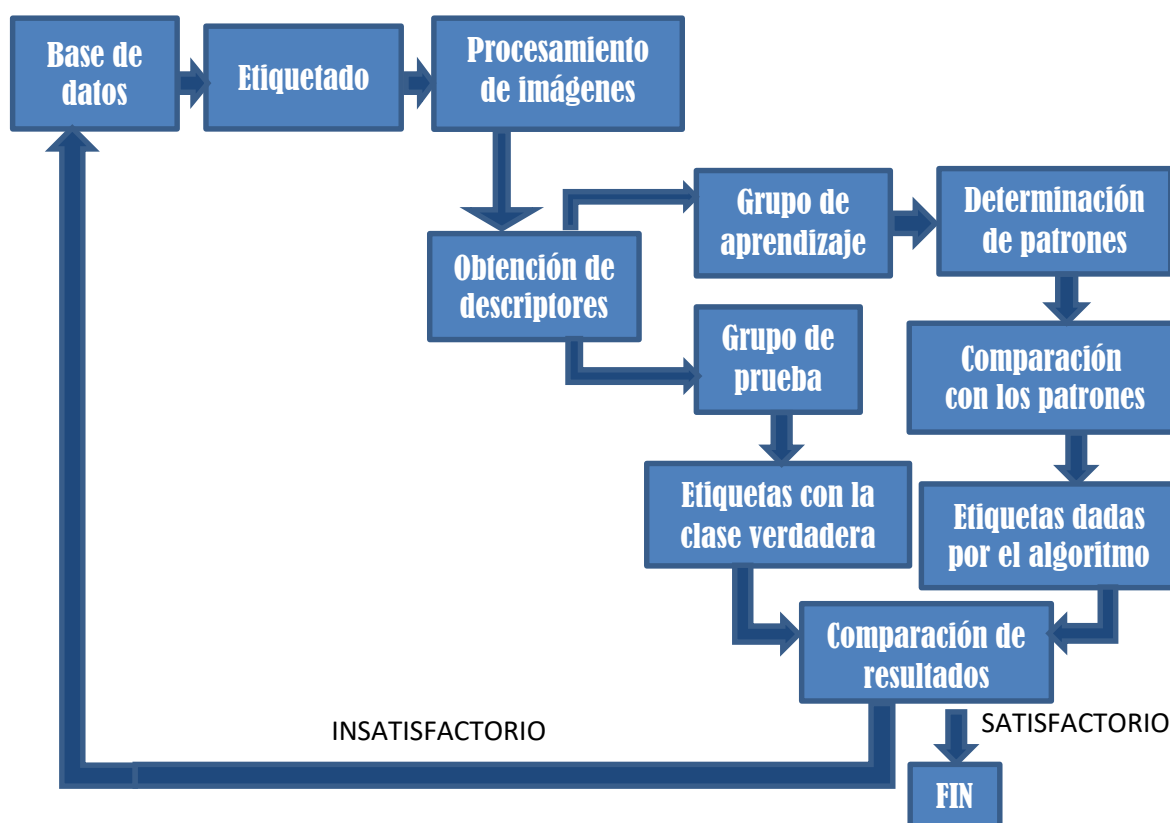 Base de
datos
Etiquetado
Procesamiento
de imágenes
Obtención de
descriptores
Grupo de
aprendizaje
Determinación
de patrones
Grupo de
prueba
Comparación
con los patrones
Etiquetas con la
clase verdadera
Etiquetas dadas
por el algoritmo
Comparación de
resultados
INSATISFACTORIO
SATISFACTORIO
FIN